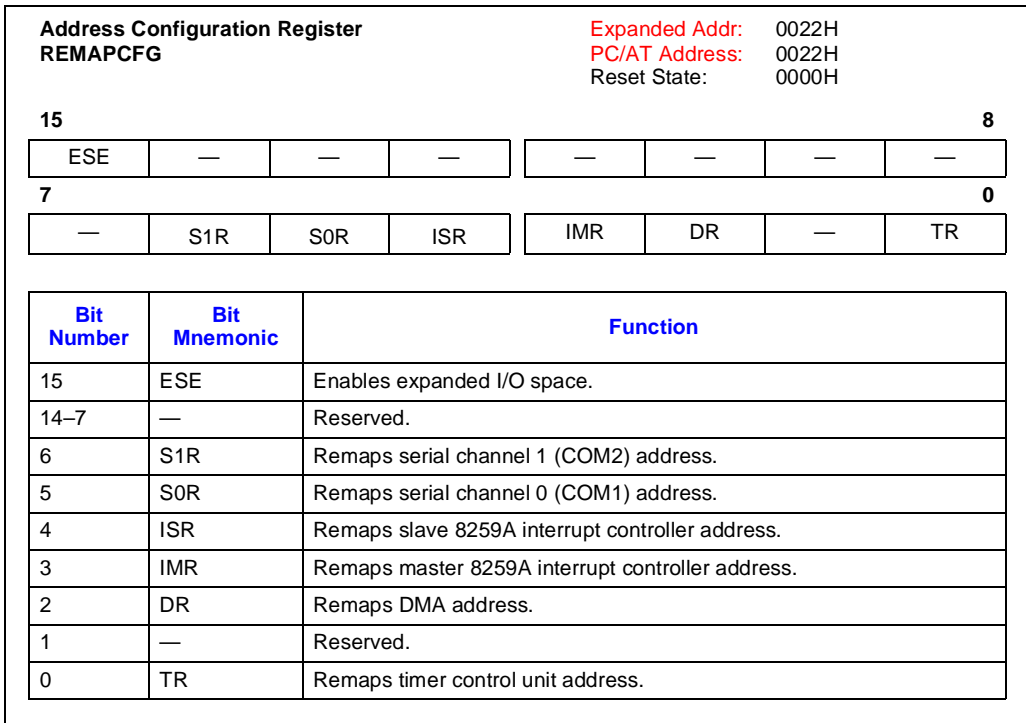 Address Configuration Register
REMAPCFG
Expanded Addr: 0022H
PC/AT Address: 0022H
Reset State: 0000H
15 8
ESE — — — — — — —
7 0
— S1R S0R ISR IMR DR — TR
Bit Number Bit Mnemonic Function
15 ESE Enables expanded I/O space.
14–7 — Reserved.
6 S1R Remaps serial channel 1 (COM2) address.
5 S0R Remaps serial channel 0 (COM1) address.
4 ISR Remaps slave 8259A interrupt controller address.
3 IMR Remaps master 8259A interrupt controller address.
2 DR Remaps DMA address.
1 — Reserved.
0 TR Remaps timer control unit address.